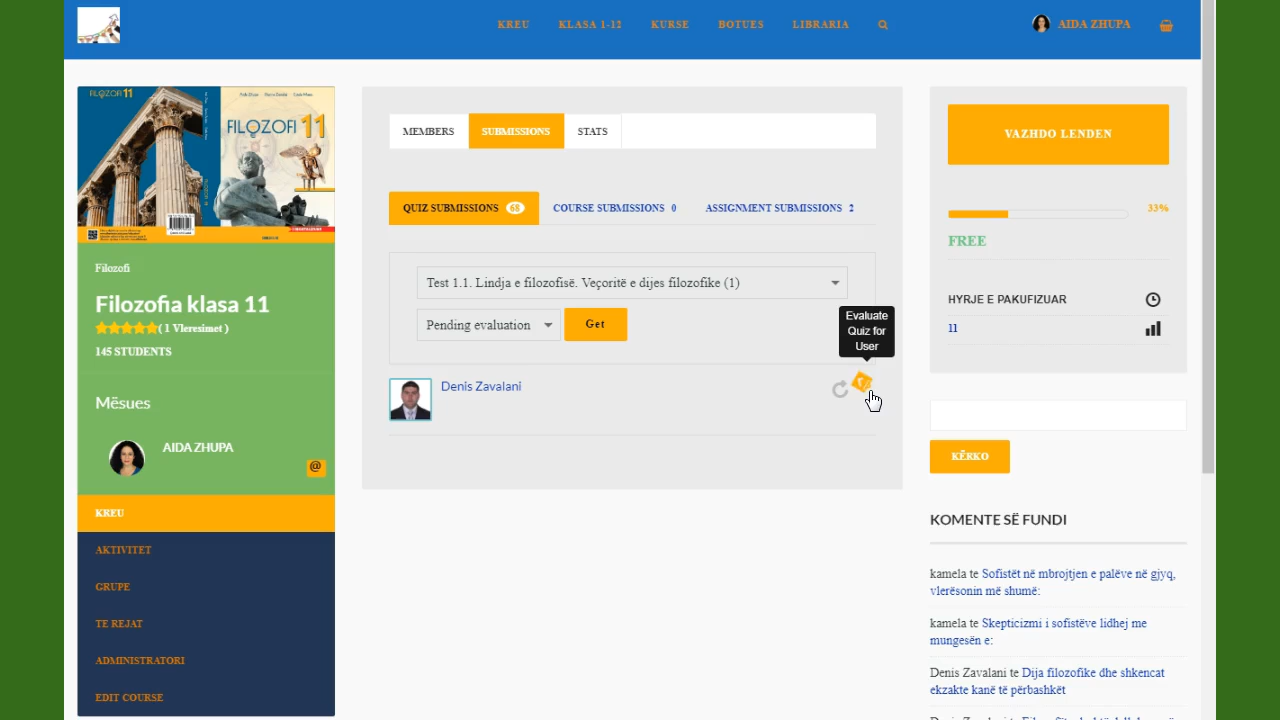 KREU
KLASA 1-12
KURSE
BOTUES
LIBRARIA
AIDA ZHUPA
FILOZOFI 11
FILOZOFI 11
Filozofi
Filozofia klasa 11
( 1 Vleresimet )
145 STUDENTS
Mësues
AIDA ZHUPA
@
KREU
AKTIVITET
GRUPE
TE REJAT
ADMINISTRATORI
EDIT COURSE
MEMBERS
SUBMISSIONS
STATS
QUIZ SUBMISSIONS 68
COURSE SUBMISSIONS 0
ASSIGNMENT SUBMISSIONS 2
Test 1.1. Lindja e filozofisë. Veçoritë e dijes filozofike (1)
Pending evaluation
Get
Evaluate
Quiz for
User
Denis Zavalani
VAZHDO LENDEN
33%
FREE
HYRJE E PAKUFIZUAR
11
KËRKO
KOMENTE SË FUNDI
kamela te Sofistët në mbrojtjen e palëve në gjyq,
vlerësonin më shumë:
kamela te Skepticizmi i sofistëve lidhej me
mungesën e:
Denis Zavalani te Dija filozofike dhe shkencat
ekzakte kanë të përbashkët